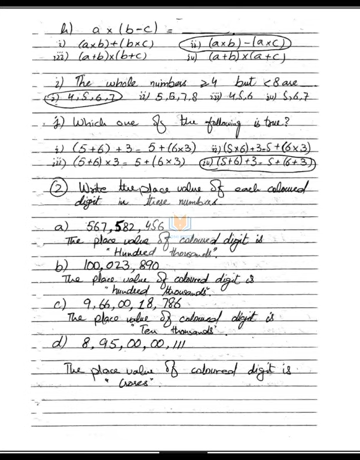 h) a × (b-c) =
i) (a×b)+(b×c) ii) (a×b)-(a×c)
iii) (a+b)×(b+c) iv) (a+b)×(a+c)
i) The whole numbers ≥4 but <8 are
i) 4,5,6,7 ii) 5,6,7,8 iii) 4,5,6 iv) 5,6,7
j) Which one of the following is true?
i) (5+6) +3 = 5+(6×3) ii) (5×6)+3=5+(6×3)
iii) (5+6)×3 = 5+(6×3) iv) (5+6)+3=5+(6+3)
② Write the place value of each coloured
digit in these numbers.
a) 567,582,456
The place value of coloured digit is
"Hundred thousands".
b) 100,023,890
The place value of coloured digit is
"hundred thousands".
c) 9,66,00,18,786
The place value of coloured digit is
"Ten thousands".
d) 8,95,00,00,111
The place value of coloured digit is
"crores".